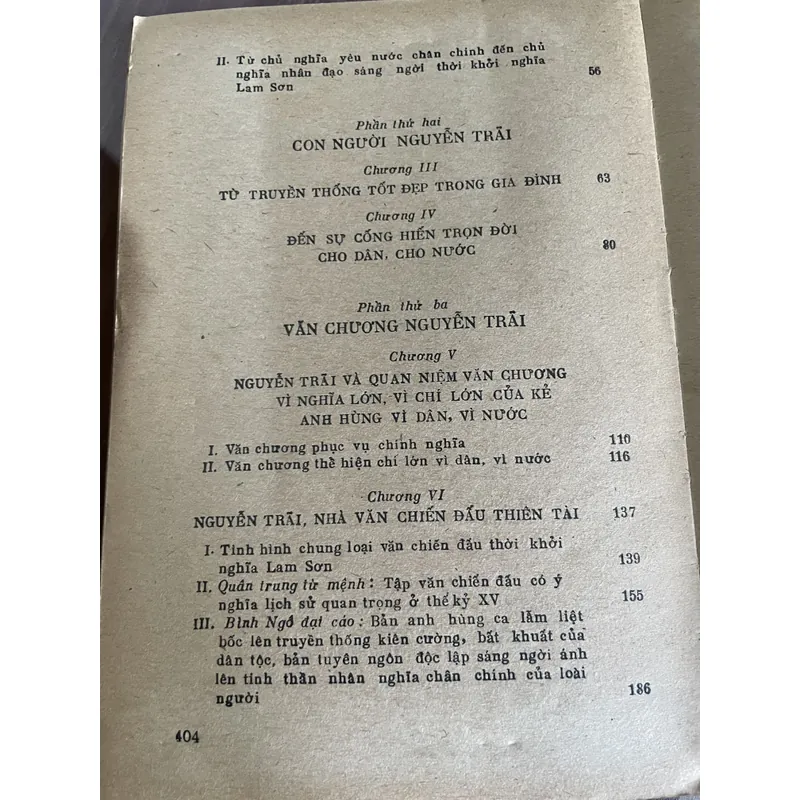 II. Từ chủ nghĩa yêu nước chân chính đến chủ
nghĩa nhân đạo sáng ngời thời khởi nghĩa
Lam Sơn 56
Phần thứ hai
CON NGƯỜI NGUYỄN TRÃI
Chương III
TỪ TRUYỀN THỐNG TỐT ĐẸP TRONG GIA ĐÌNH 63
Chương IV
ĐẾN SỰ CỐNG HIẾN TRỌN ĐỜI
CHO DÂN, CHO NƯỚC 80
Phần thứ ba
VĂN CHƯƠNG NGUYỄN TRÃI
Chương V
NGUYỄN TRÃI VÀ QUAN NIỆM VĂN CHƯƠNG
VÌ NGHĨA LỚN, VÌ CHÍ LỚN CỦA KẺ
ANH HÙNG VÌ DÂN, VÌ NƯỚC
I. Văn chương phục vụ chính nghĩa 110
II. Văn chương thể hiện chí lớn vì dân, vì nước 116
Chương VI
NGUYỄN TRÃI, NHÀ VĂN CHIẾN ĐẤU THIÊN TÀI 137
I. Tình hình chung loại văn chiến đấu thời khởi
nghĩa Lam Sơn 139
II. Quân trung từ mệnh : Tập văn chiến đấu có ý
nghĩa lịch sử quan trọng ở thế kỷ XV 155
III. Bình Ngô đại cáo : Bản anh hùng ca lẫm liệt
bốc lên truyền thống kiên cường, bất khuất của
dân tộc, bản tuyên ngôn độc lập sáng ngời ánh
lên tinh thần nhân nghĩa chân chính của loài
người 186
404